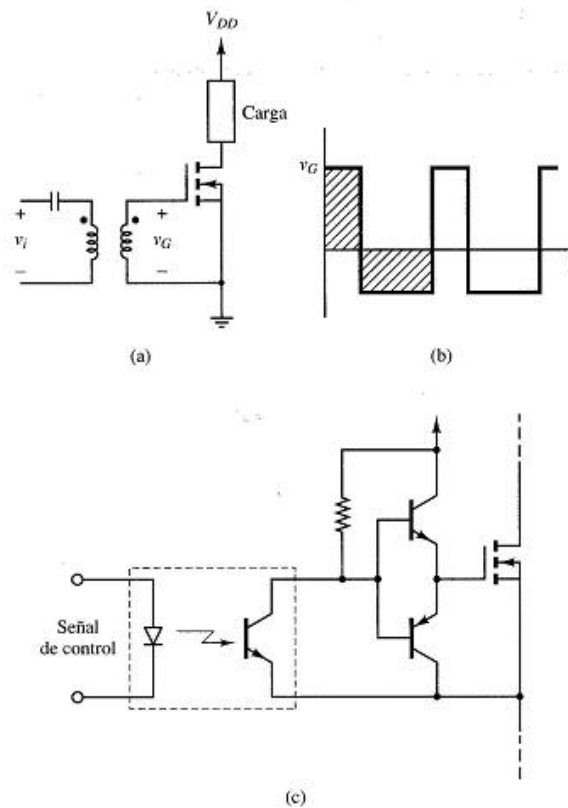 V_DD
Carga
+ +
v_i v_G
− −
(a)
v_G
(b)
Señal
de control
(c)